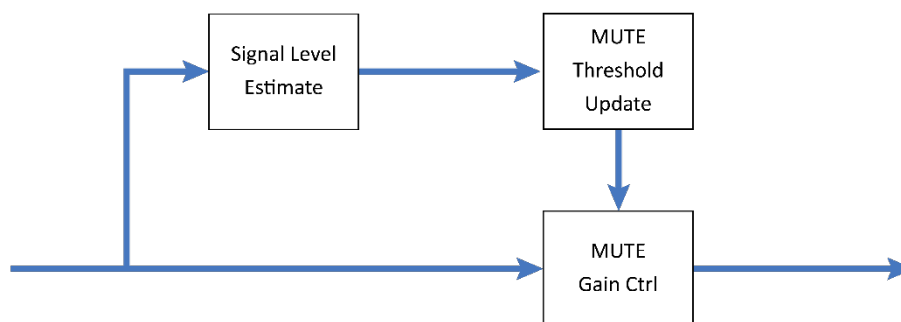 Signal Level
Estimate
MUTE
Threshold
Update
MUTE
Gain Ctrl